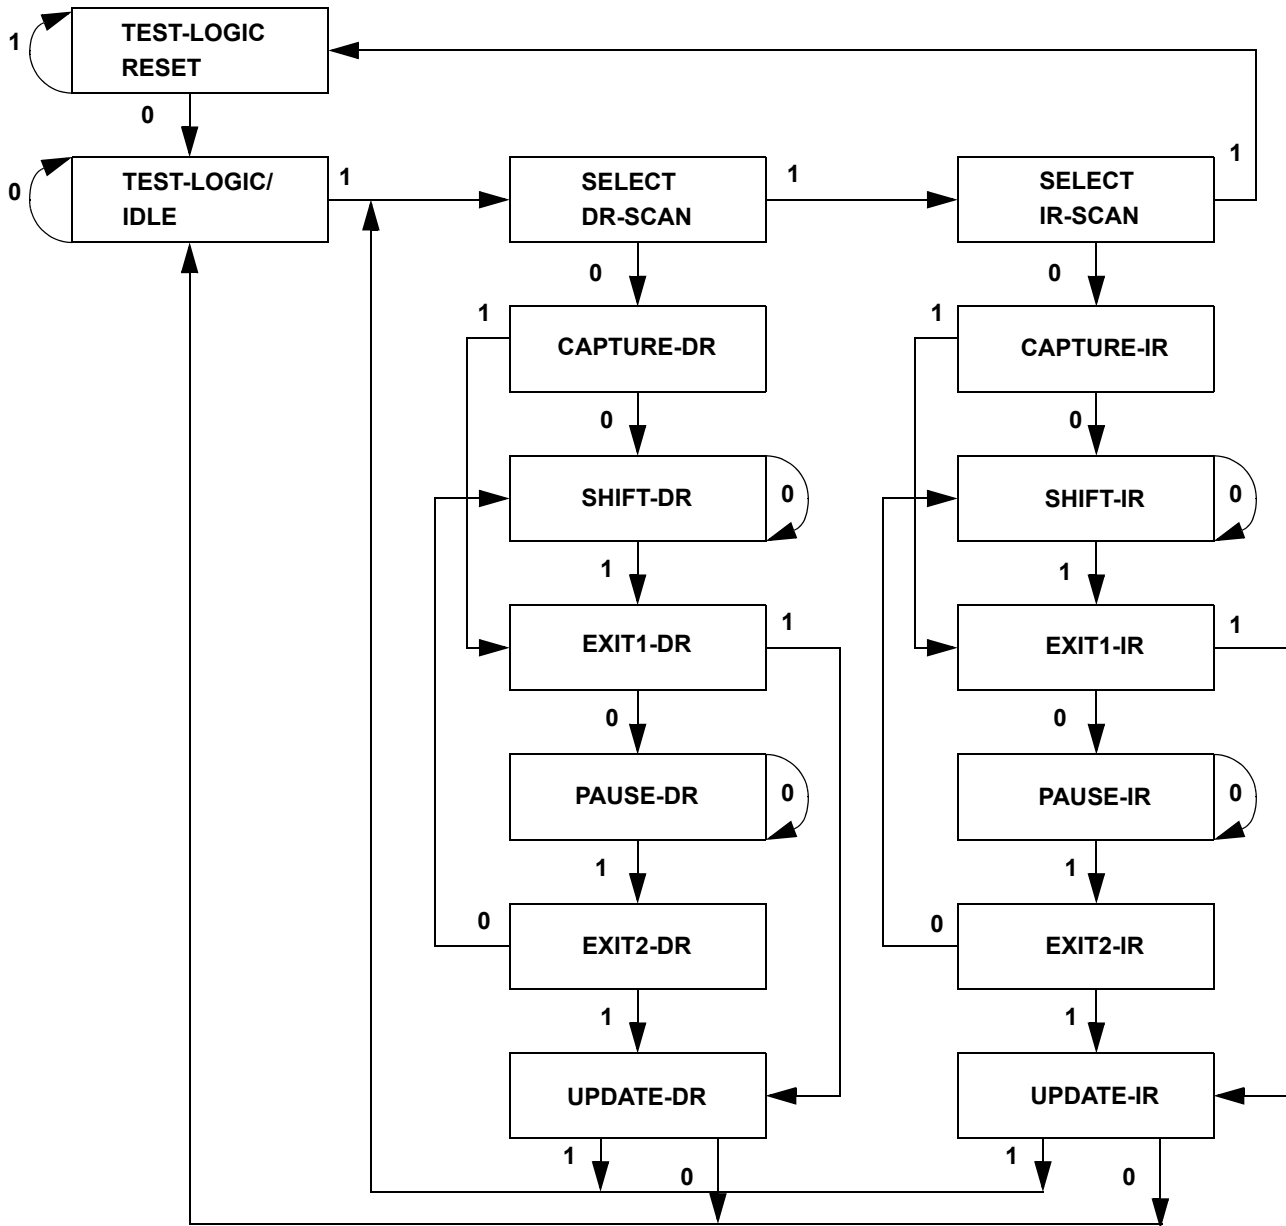 1
TEST-LOGIC
RESET
0
0
TEST-LOGIC/
IDLE
1
SELECT
DR-SCAN
1
SELECT
IR-SCAN
1
0
0
1
CAPTURE-DR
1
CAPTURE-IR
0
0
SHIFT-DR
0
SHIFT-IR
0
1
1
EXIT1-DR
1
EXIT1-IR
1
0
0
PAUSE-DR
0
PAUSE-IR
0
1
1
0
EXIT2-DR
0
EXIT2-IR
1
1
UPDATE-DR
UPDATE-IR
1
0
1
0